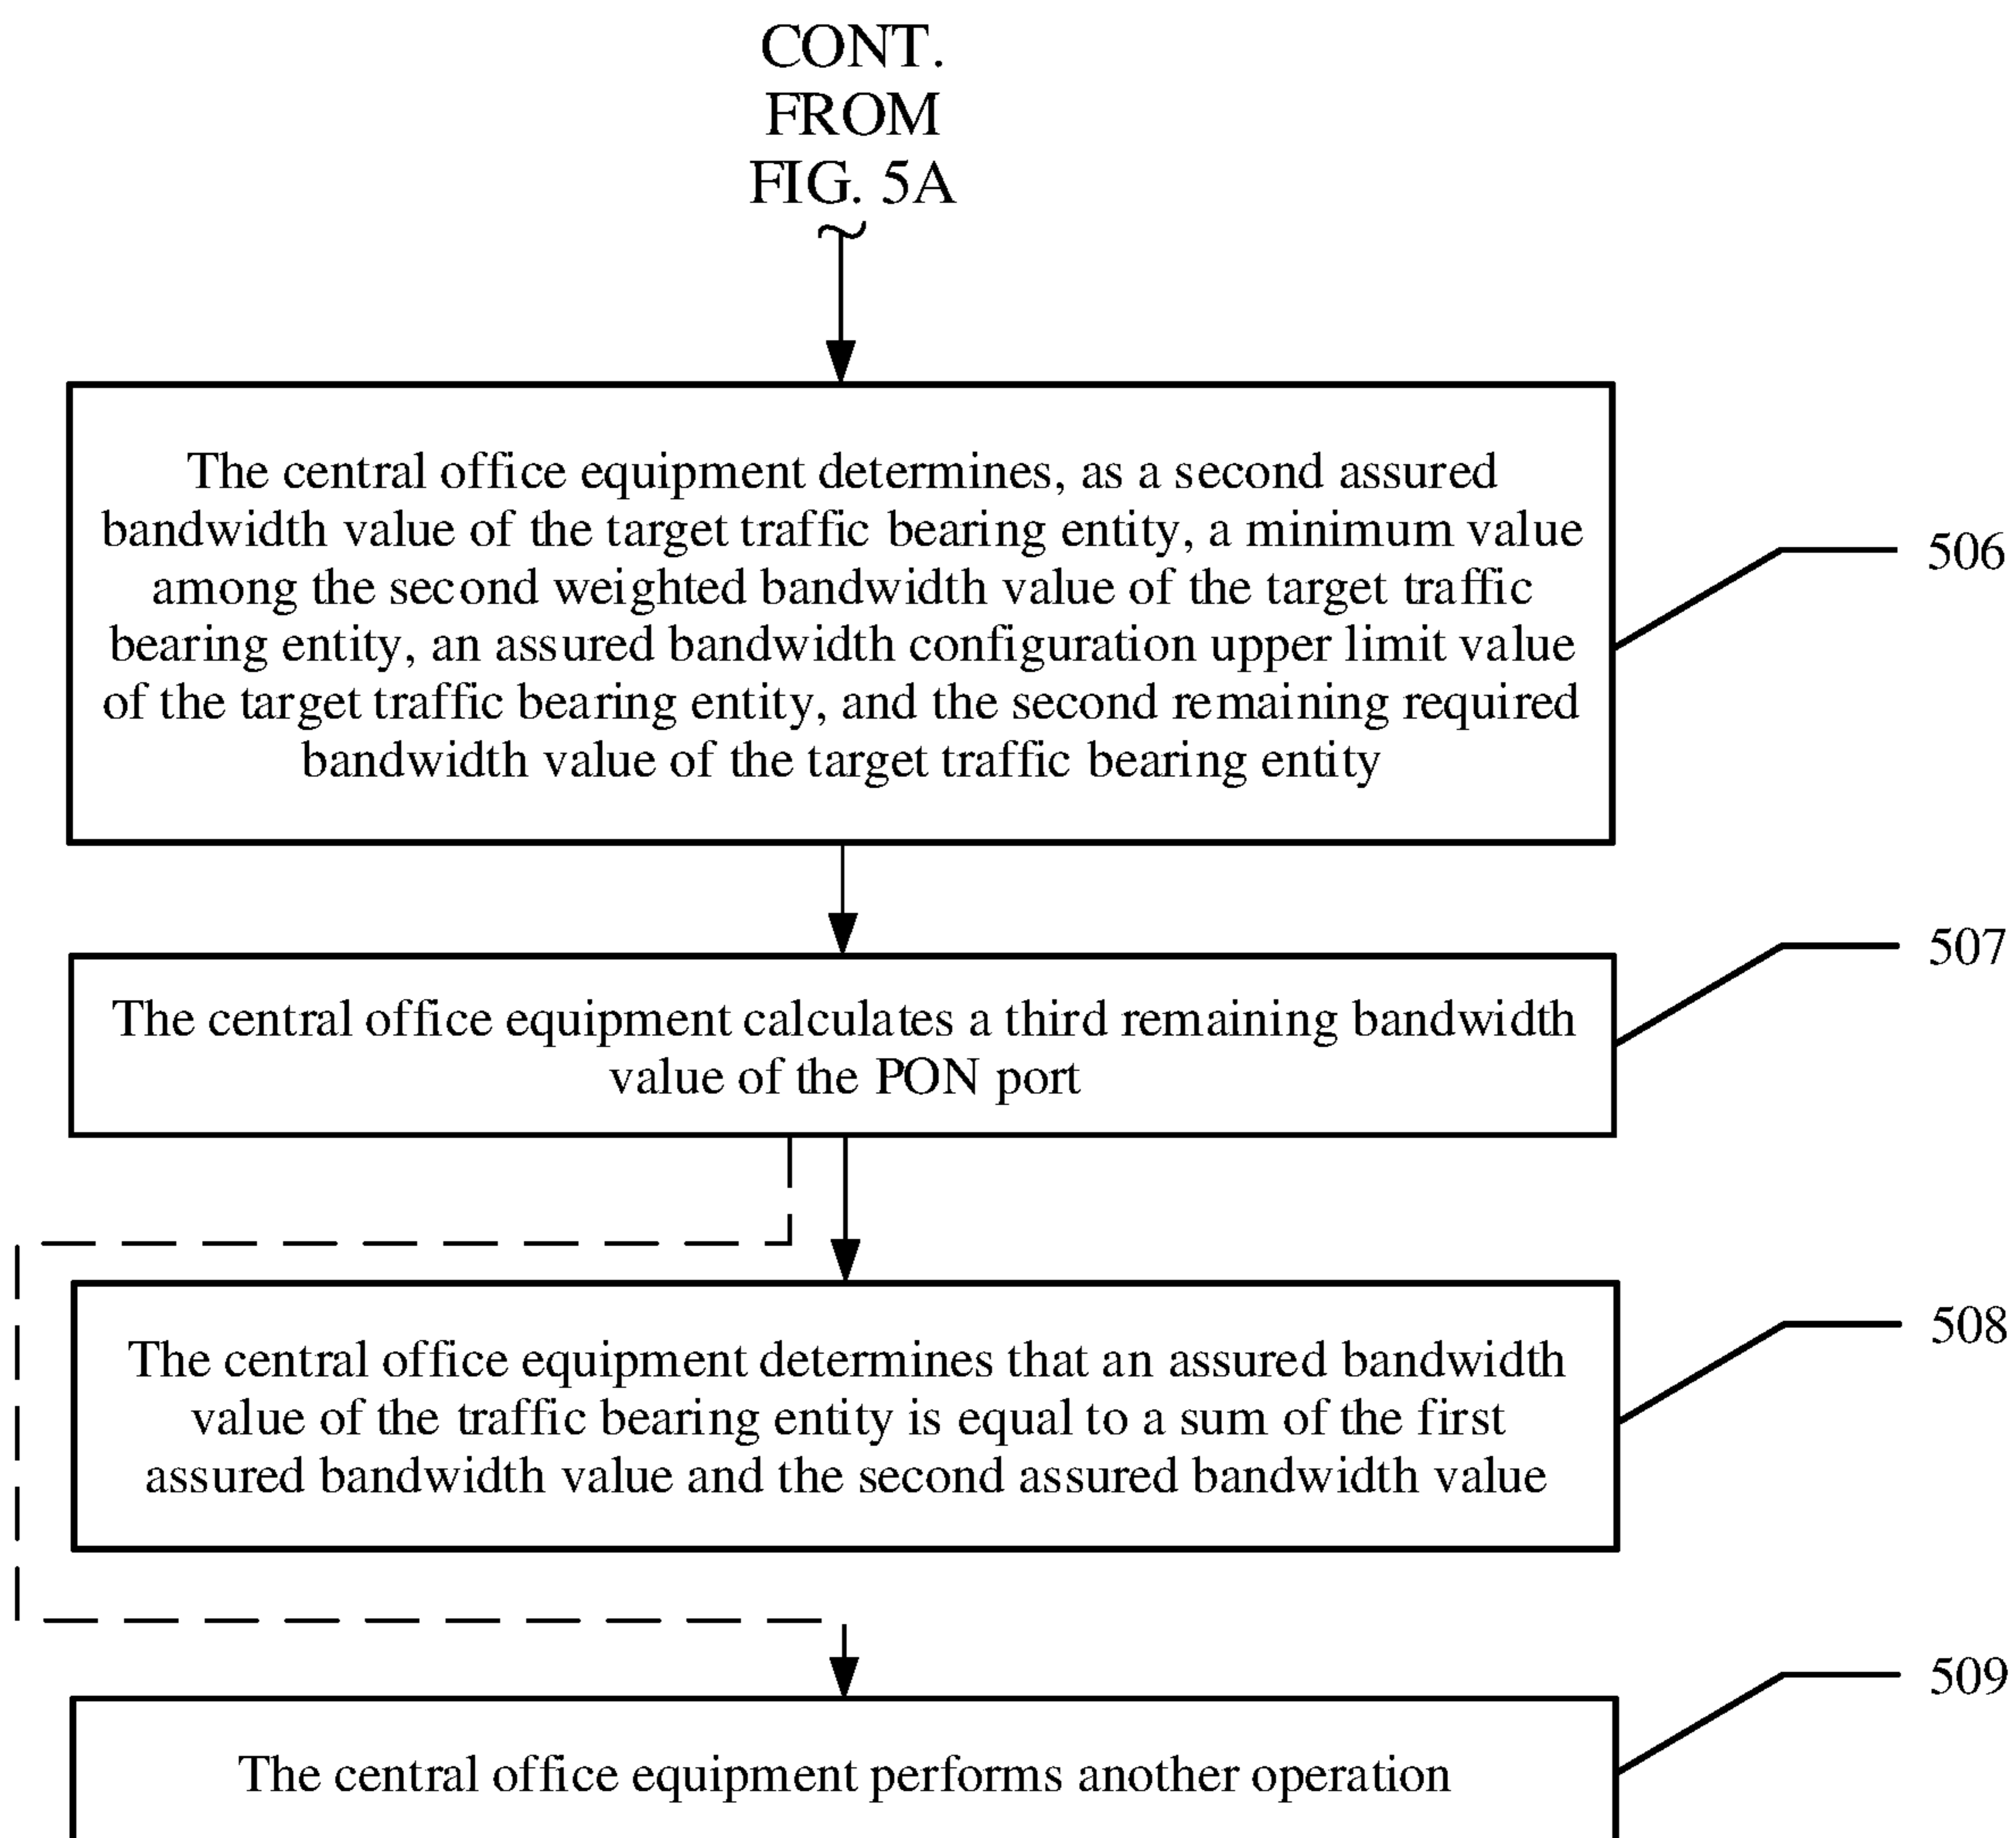 CONT.
FROM
FIG. 5A
The central office equipment determines, as a second assured
bandwidth value of the target traffic bearing entity, a minimum value
among the second weighted bandwidth value of the target traffic
bearing entity, an assured bandwidth configuration upper limit value
of the target traffic bearing entity, and the second remaining required
bandwidth value of the target traffic bearing entity
506
The central office equipment calculates a third remaining bandwidth
value of the PON port
507
The central office equipment determines that an assured bandwidth
value of the traffic bearing entity is equal to a sum of the first
assured bandwidth value and the second assured bandwidth value
508
The central office equipment performs another operation
509